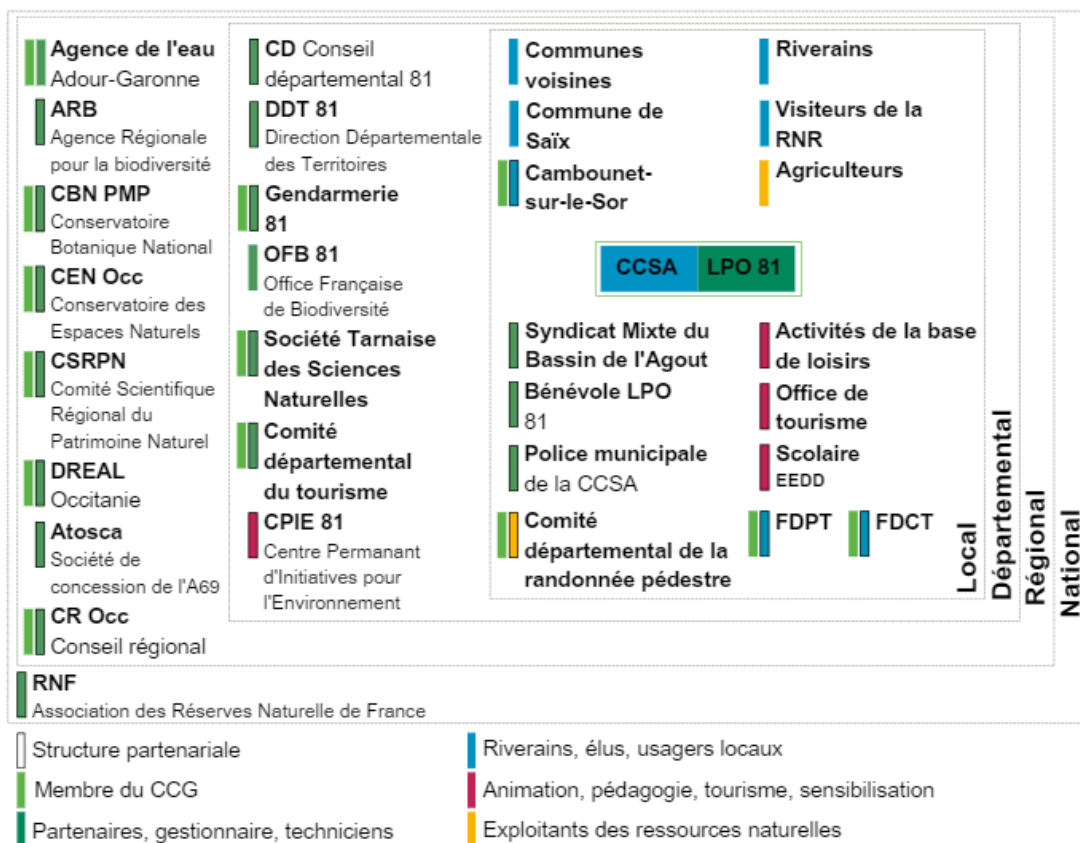 Agence de l'eau
Adour-Garonne
ARB
Agence Régionale
pour la biodiversité
CBN PMP
Conservatoire
Botanique National
CEN Occ
Conservatoire des
Espaces Naturels
CSRPN
Comité Scientifique
Régional du
Patrimoine Naturel
DREAL
Occitanie
Atosca
Société de
concession de l'A69
CR Occ
Conseil régional
CD Conseil
départemental 81
DDT 81
Direction Départementale
des Territoires
Gendarmerie
81
OFB 81
Office Française
de Biodiversité
Société Tarnaise
des Sciences
Naturelles
Comité
départemental
du tourisme
CPIE 81
Centre Permanant
d'Initiatives pour
l'Environnement
Communes
voisines
Commune de
Saïx
Cambounet-
sur-le-Sor
Riverains
Visiteurs de la
RNR
Agriculteurs
CCSA LPO 81
Syndicat Mixte du
Bassin de l'Agout
Bénévole LPO
81
Police municipale
de la CCSA
Comité
départemental de la
randonnée pédestre
Activités de la base
de loisirs
Office de
tourisme
Scolaire
EEDD
FDPT
FDCT
Local
Départemental
Régional
National
RNF
Association des Réserves Naturelle de France
Structure partenariale
Membre du CCG
Partenaires, gestionnaire, techniciens
Riverains, élus, usagers locaux
Animation, pédagogie, tourisme, sensibilisation
Exploitants des ressources naturelles